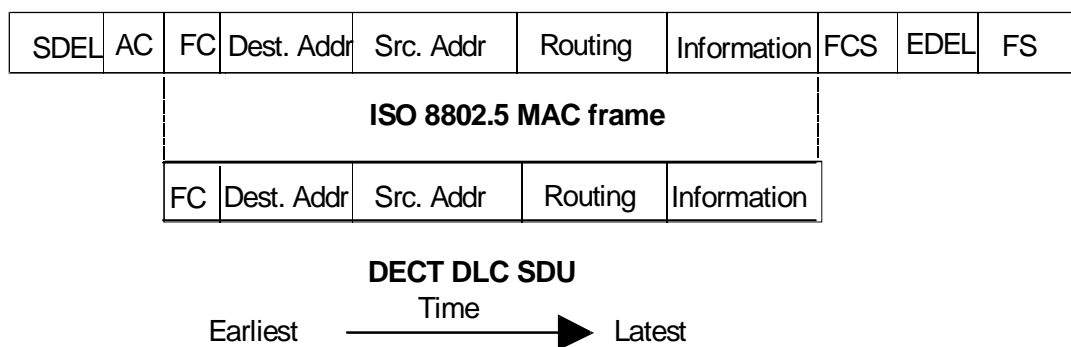 SDEL AC FC Dest. Addr Src. Addr Routing Information FCS EDEL FS
ISO 8802.5 MAC frame
FC Dest. Addr Src. Addr Routing Information
DECT DLC SDU
Time
Earliest Latest